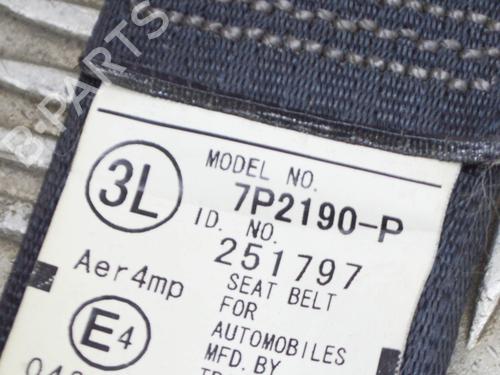 B-PARTS
MODEL NO.
3L
7P2190-P
ID. NO.
251797
Aer4mp
SEAT BELT
FOR
E4
AUTOMOBILES
MFD. BY